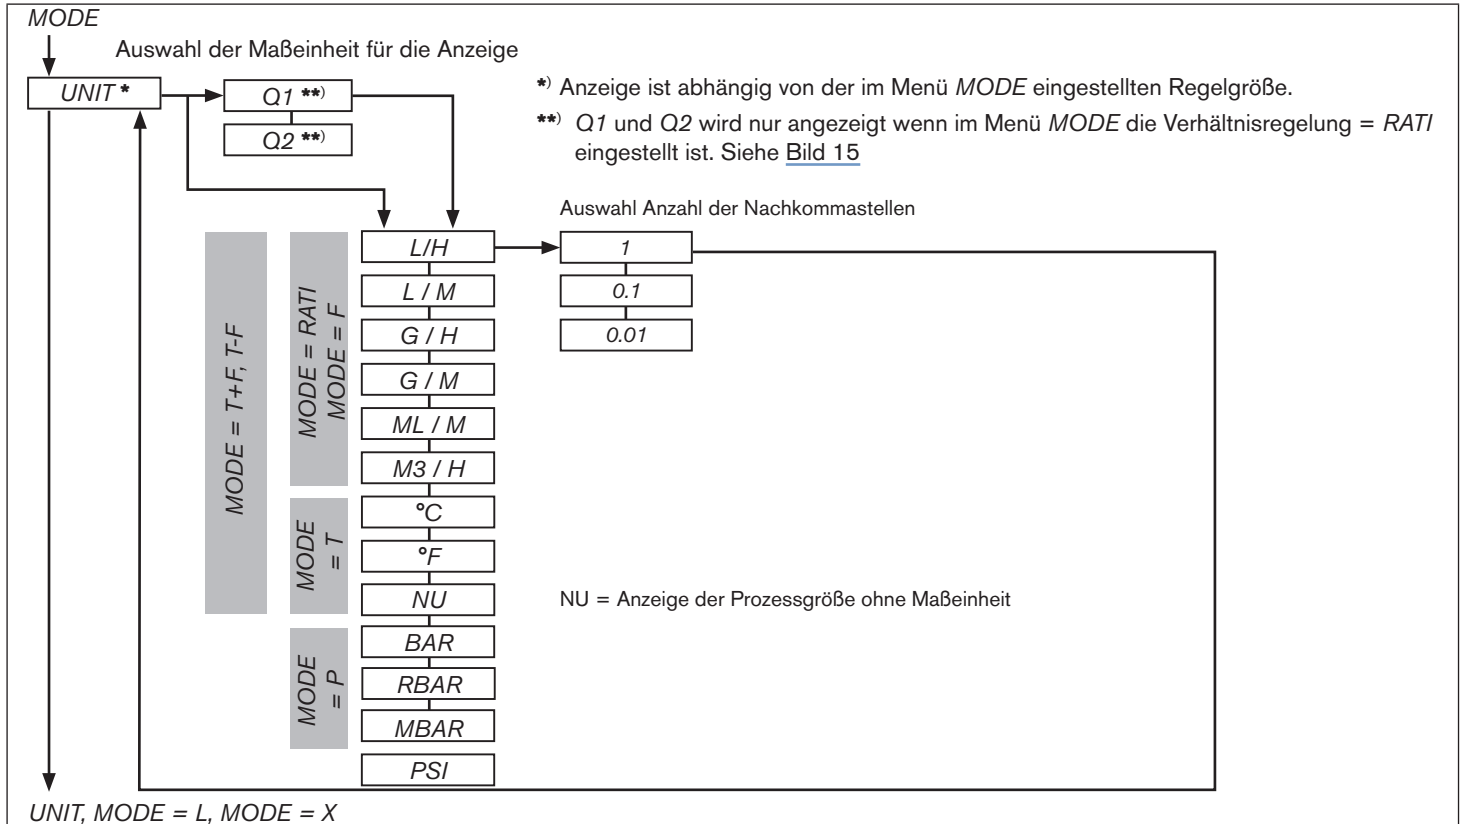 MODE
Auswahl der Maßeinheit für die Anzeige
UNIT *
Q1 **)
Q2 **)
*) Anzeige ist abhängig von der im Menü MODE eingestellten Regelgröße.
**) Q1 und Q2 wird nur angezeigt wenn im Menü MODE die Verhältnisregelung = RATI
eingestellt ist. Siehe Bild 15
Auswahl Anzahl der Nachkommastellen
MODE = T+F, T-F
MODE = RATI
MODE = F
L/H
L / M
G / H
G / M
ML / M
M3 / H
1
0.1
0.01
MODE
= T
°C
°F
NU
NU = Anzeige der Prozessgröße ohne Maßeinheit
MODE
= P
BAR
RBAR
MBAR
PSI
UNIT, MODE = L, MODE = X